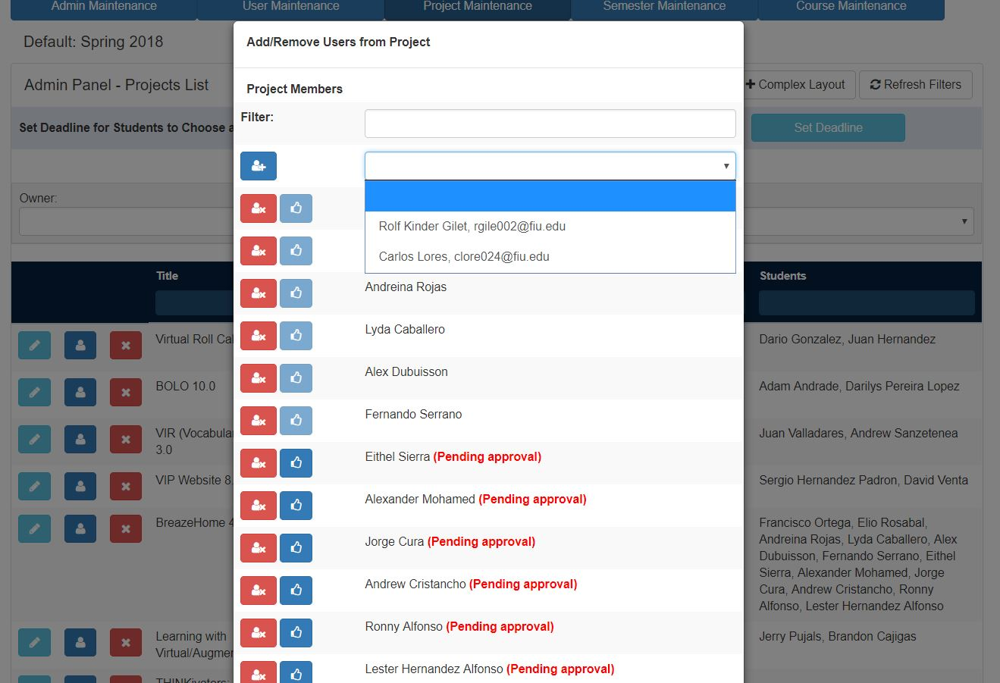 Admin Maintenance
User Maintenance
Project Maintenance
Semester Maintenance
Course Maintenance
Default: Spring 2018
Admin Panel - Projects List
Complex Layout
Refresh Filters
Set Deadline for Students to Choose
Set Deadline
Owner:
Title
Students
Virtual Roll
Dario Gonzalez, Juan Hernandez
BOLO 10.0
Adam Andrade, Darilys Pereira Lopez
VIR
3.0
Juan Valladares, Andrew Sanzetenea
VIP Website
Sergio Hernandez Padron, David Venta
BreazeHome
Francisco Ortega, Elio Rosabal,
Andreina Rojas, Lyda Caballero, Alex
Dubuisson, Fernando Serrano, Eithel
Sierra, Alexander Mohamed, Jorge
Cura, Andrew Cristancho, Ronny
Alfonso, Lester Hernandez Alfonso
Learning with
Jerry Pujals, Brandon Cajigas
Add/Remove Users from Project
Project Members
Filter:
Rolf Kinder Gilet, rgile002@fiu.edu
Carlos Lores, clore024@fiu.edu
Andreina Rojas
Lyda Caballero
Alex Dubuisson
Fernando Serrano
Eithel Sierra (Pending approval)
Alexander Mohamed (Pending approval)
Jorge Cura (Pending approval)
Andrew Cristancho (Pending approval)
Ronny Alfonso (Pending approval)
Lester Hernandez Alfonso (Pending approval)